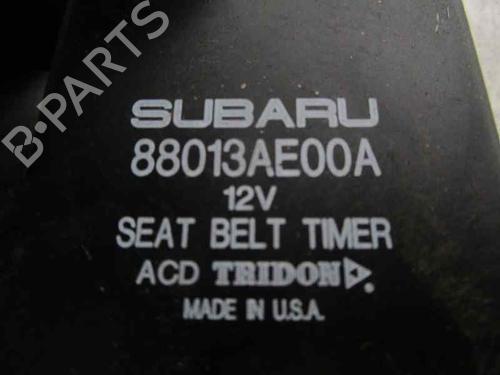 B-PARTS
SUBARU
88013AE00A
12V
SEAT BELT TIMER
ACD TRIDON
MADE IN U.S.A.